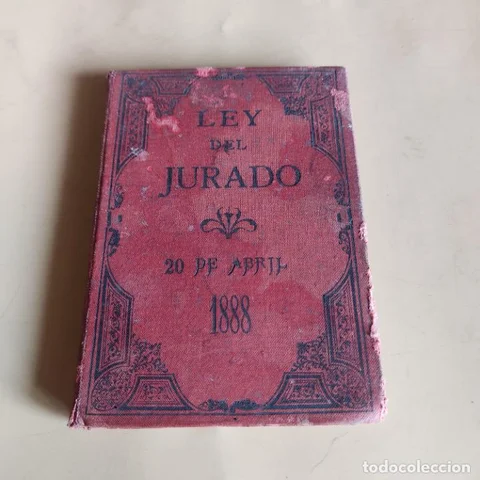 LEY
DEL
JURADO
20 DE ABRIL
1888
todocoleccion